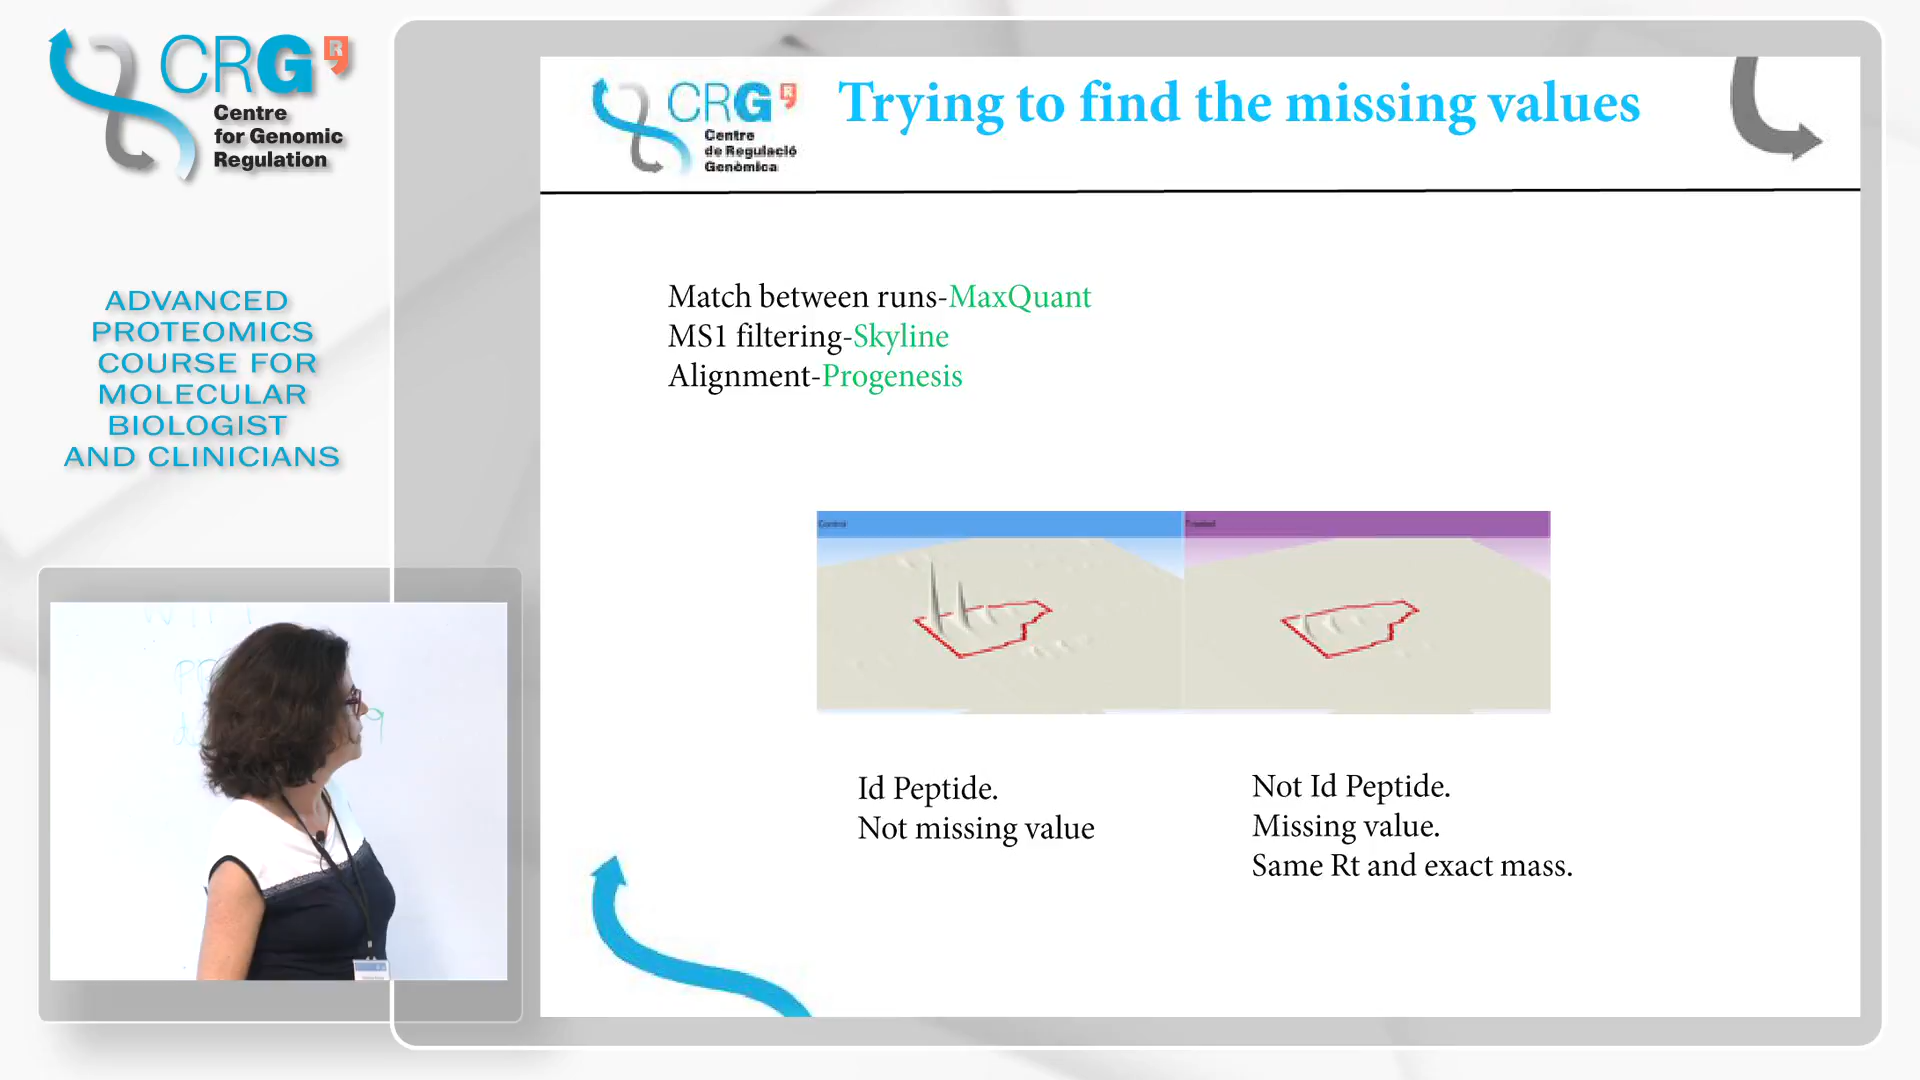 CRG
Centre
for Genomic
Regulation
ADVANCED
PROTEOMICS
COURSE FOR
MOLECULAR
BIOLOGIST
AND CLINICIANS
CRG
Centre
de Regulació
Genòmica
Trying to find the missing values
Match between runs-MaxQuant
MS1 filtering-Skyline
Alignment-Progenesis
Control
Treated
Id Peptide.
Not missing value
Not Id Peptide.
Missing value.
Same Rt and exact mass.